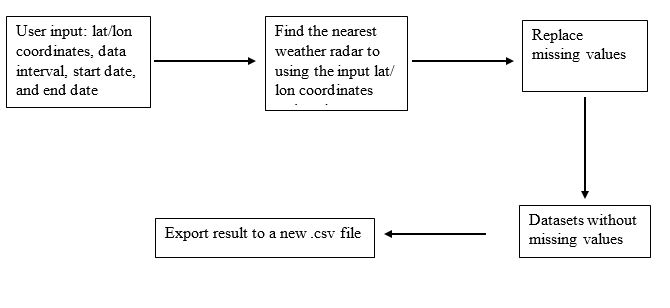 User input: lat/lon
coordinates, data
interval, start date,
and end date
Find the nearest
weather radar to
using the input lat/
lon coordinates
Replace
missing values
Datasets without
missing values
Export result to a new .csv file